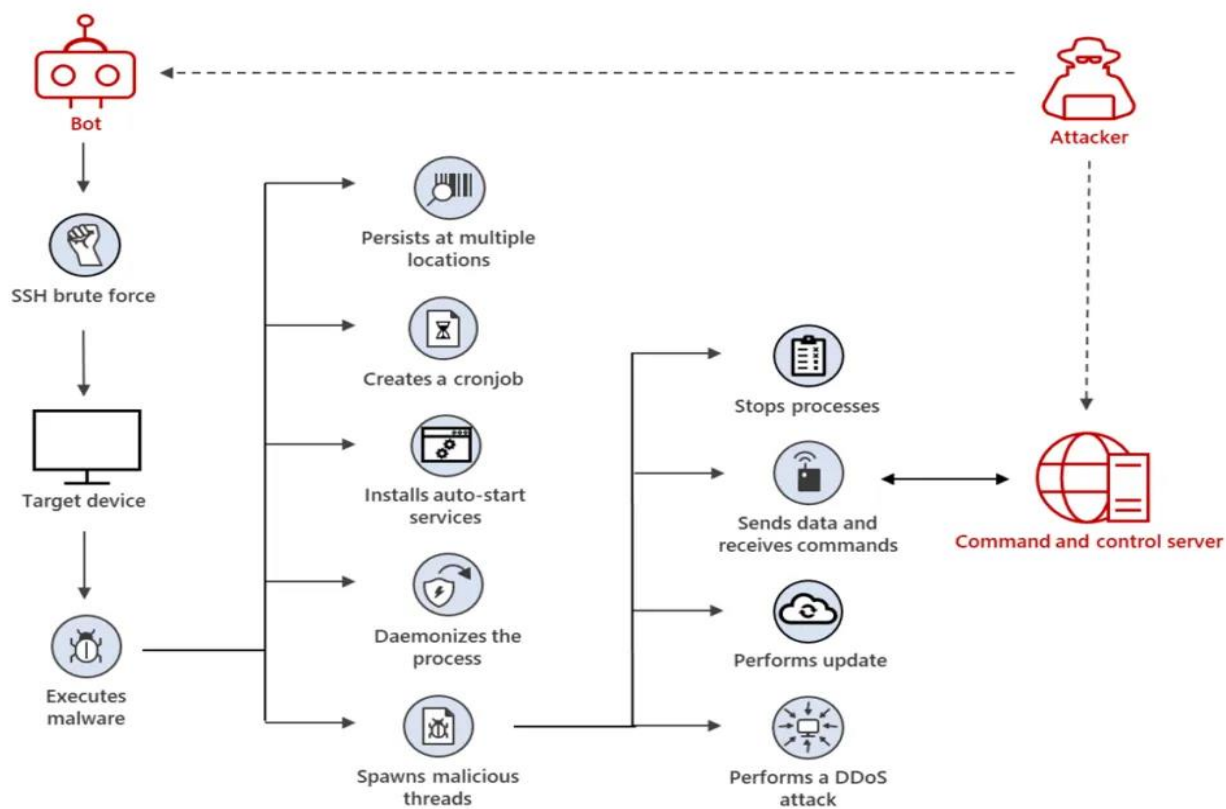 Bot
Attacker
SSH brute force
Target device
Executes
malware
Persists at multiple
locations
Creates a cronjob
Installs auto-start
services
Daemonizes the
process
Spawns malicious
threads
Stops processes
Sends data and
receives commands
Performs update
Performs a DDoS
attack
Command and control server